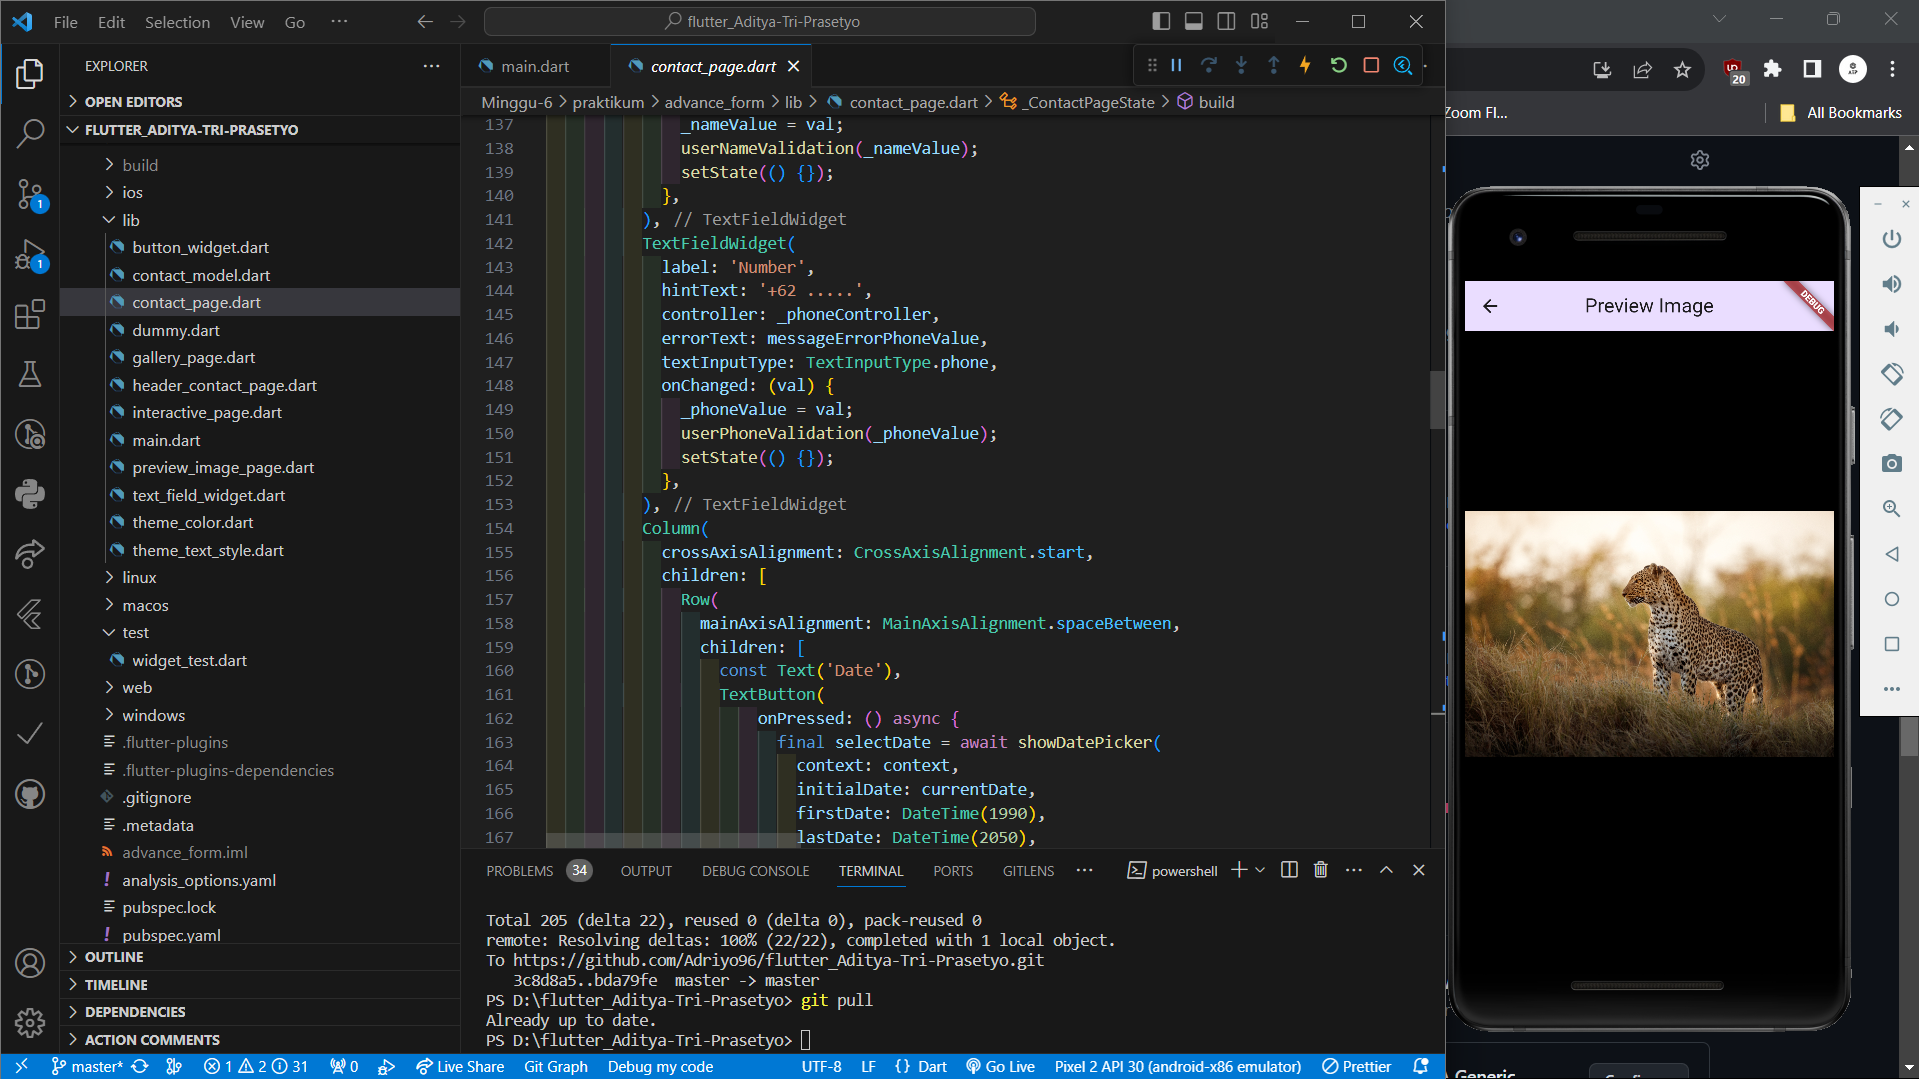 File Edit Selection View Go ··· flutter_Aditya-Tri-Prasetyo
EXPLORER ···
OPEN EDITORS
FLUTTER_ADITYA-TRI-PRASETYO
build
ios
lib
button_widget.dart
contact_model.dart
contact_page.dart
dummy.dart
gallery_page.dart
header_contact_page.dart
interactive_page.dart
main.dart
preview_image_page.dart
text_field_widget.dart
theme_color.dart
theme_text_style.dart
linux
macos
test
widget_test.dart
web
windows
.flutter-plugins
.flutter-plugins-dependencies
.gitignore
.metadata
advance_form.iml
analysis_options.yaml
pubspec.lock
pubspec.yaml
OUTLINE
TIMELINE
DEPENDENCIES
ACTION COMMENTS
1
1
main.dart contact_page.dart
Minggu-6 > praktikum > advance_form > lib > contact_page.dart > _ContactPageState > build
137 _nameValue = val;
138 userNameValidation(_nameValue);
139 setState(() {});
140 },
141 ), // TextFieldWidget
142 TextFieldWidget(
143 label: 'Number',
144 hintText: '+62 .....',
145 controller: _phoneController,
146 errorText: messageErrorPhoneValue,
147 textInputType: TextInputType.phone,
148 onChanged: (val) {
149 _phoneValue = val;
150 userPhoneValidation(_phoneValue);
151 setState(() {});
152 },
153 ), // TextFieldWidget
154 Column(
155 crossAxisAlignment: CrossAxisAlignment.start,
156 children: [
157 Row(
158 mainAxisAlignment: MainAxisAlignment.spaceBetween,
159 children: [
160 const Text('Date'),
161 TextButton(
162 onPressed: () async {
163 final selectDate = await showDatePicker(
164 context: context,
165 initialDate: currentDate,
166 firstDate: DateTime(1990),
167 lastDate: DateTime(2050),
PROBLEMS 34 OUTPUT DEBUG CONSOLE TERMINAL PORTS GITLENS ··· powershell
Total 205 (delta 22), reused 0 (delta 0), pack-reused 0
remote: Resolving deltas: 100% (22/22), completed with 1 local object.
To https://github.com/Adriyo96/flutter_Aditya-Tri-Prasetyo.git
3c8d8a5..bda79fe master -> master
PS D:\flutter_Aditya-Tri-Prasetyo> git pull
Already up to date.
PS D:\flutter_Aditya-Tri-Prasetyo>
master* 1 2 31 0 Live Share Git Graph Debug my code UTF-8 LF {} Dart Go Live Pixel 2 API 30 (android-x86 emulator) Prettier
20
Zoom Fl... All Bookmarks
Preview Image
DEBUG
Generic